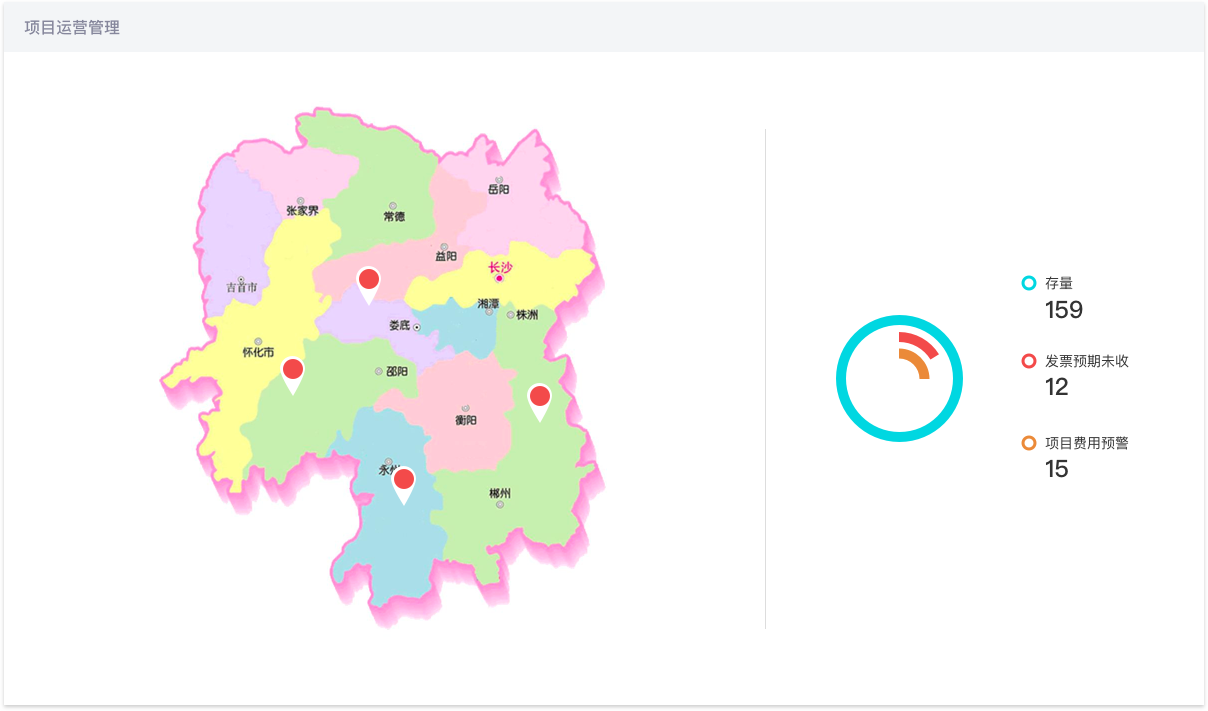 项目运营管理
岳阳
张家界
常德
益阳
长沙
吉首市
湘潭
株洲
娄底
怀化市
邵阳
衡阳
永州
郴州
存量
159
发票预期未收
12
项目费用预警
15